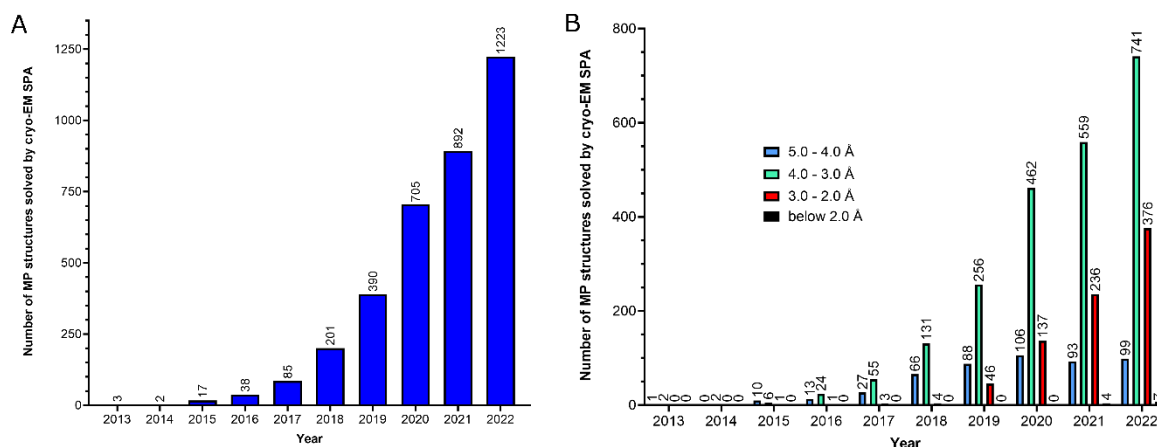 A
Number of MP structures solved by cryo-EM SPA
1250
1000
750
500
250
0
3
2
17
38
85
201
390
705
892
1223
2013 2014 2015 2016 2017 2018 2019 2020 2021 2022
Year
B
Number of MP structures solved by cryo-EM SPA
800
600
400
200
0
5.0 - 4.0 Å
4.0 - 3.0 Å
3.0 - 2.0 Å
below 2.0 Å
1 2 0 0
0 2 0 0
10 6 1 0
13 24 1 0
27 55 3 0
66 131 4 0
88 256 46 0
106 462 137 0
93 559 236 4
99 741 376 7
2013 2014 2015 2016 2017 2018 2019 2020 2021 2022
Year